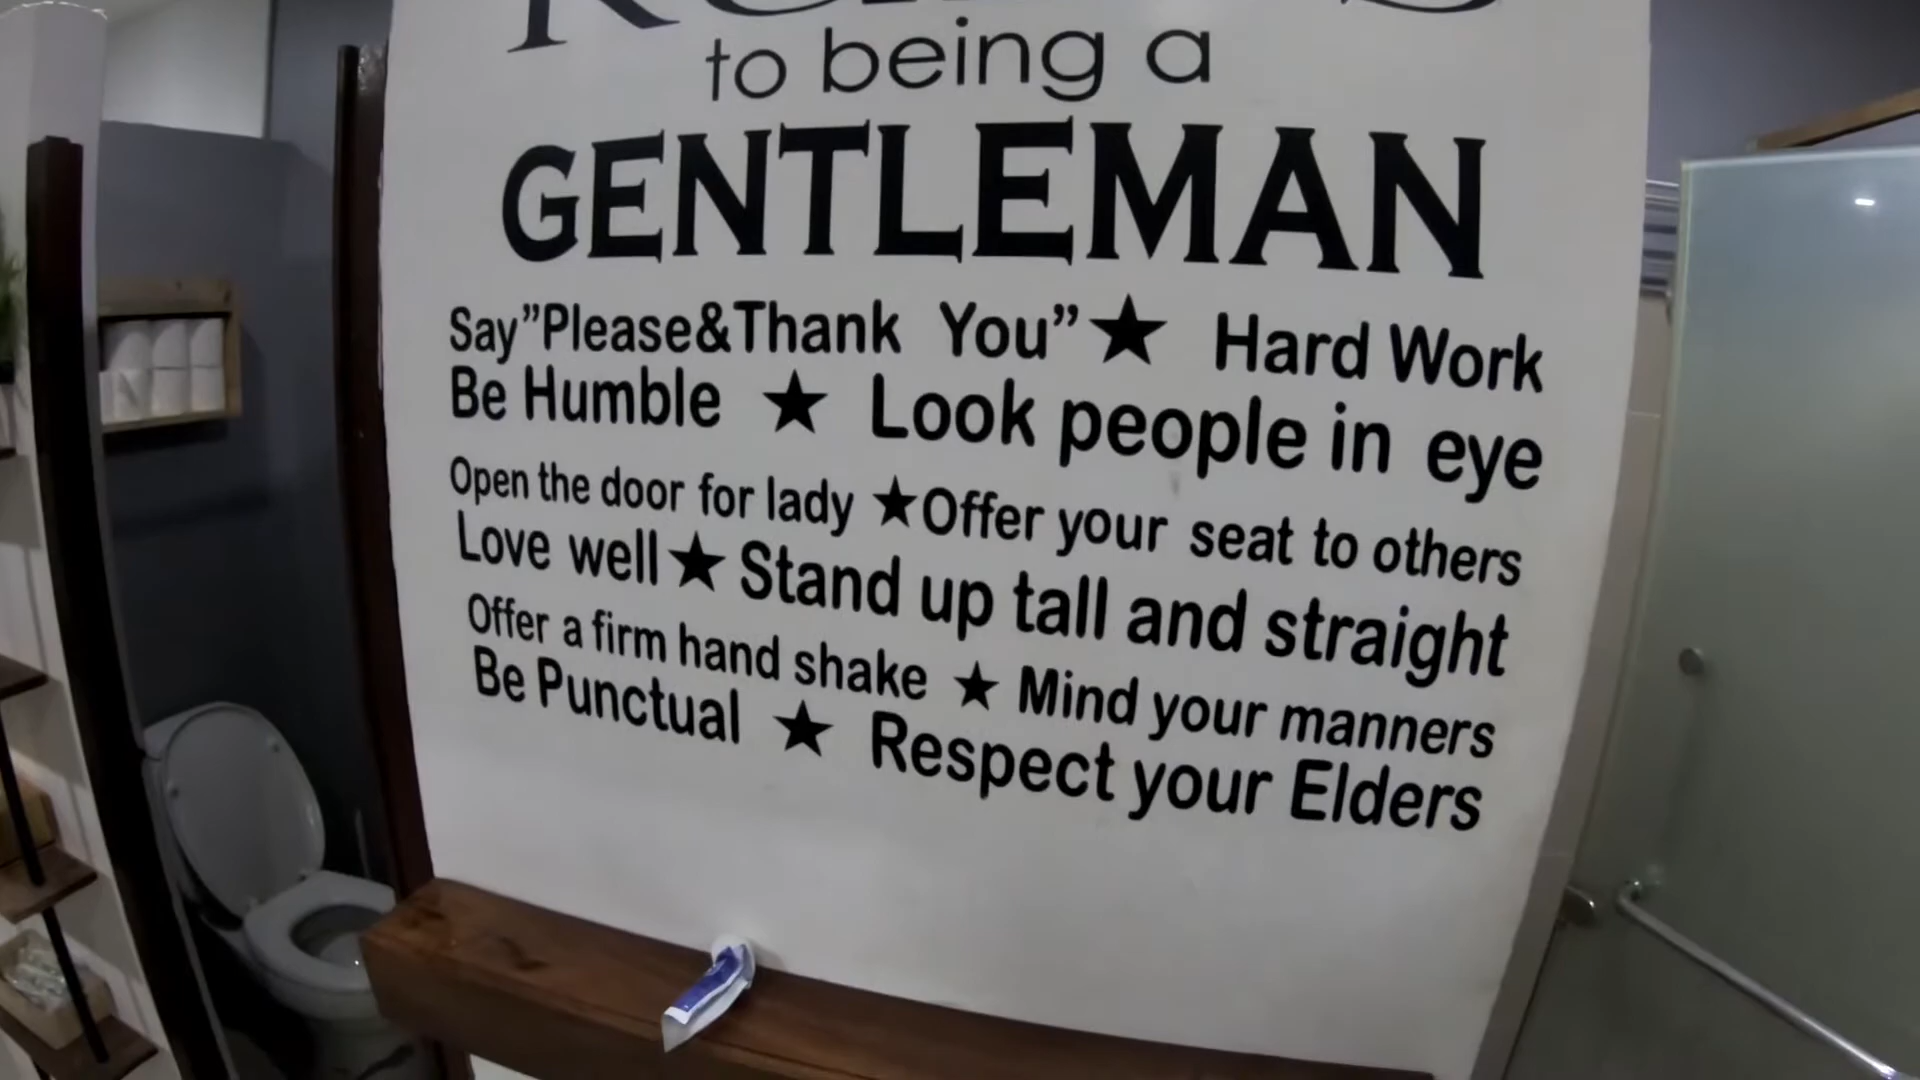 to being a
GENTLEMAN
Say"Please&Thank You" ★ Hard Work
Be Humble ★ Look people in eye
Open the door for lady ★ Offer your seat to others
Love well ★ Stand up tall and straight
Offer a firm hand shake ★ Mind your manners
Be Punctual ★ Respect your Elders